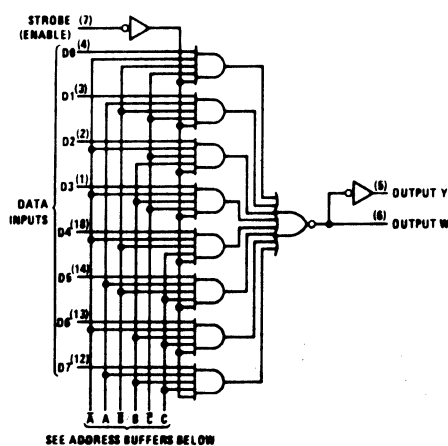 STROBE (7)
(ENABLE)
D0 (4)
D1 (3)
D2 (2)
D3 (1)
DATA
INPUTS
D4 (15)
D5 (14)
D6 (13)
D7 (12)
(5) OUTPUT Y
(6) OUTPUT W
A̅ A B̅ B C̅ C
SEE ADDRESS BUFFERS BELOW